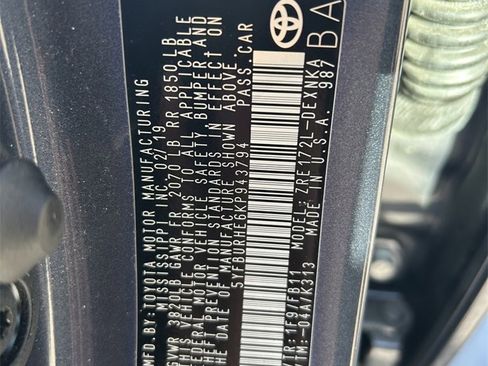 MFD.BY:TOYOTA MOTOR MANUFACTURING
MISSISSIPPI INC. 02/19
GVWR 3820LB GAWR FR 2070 LB RR 1850LB
THIS VEHICLE CONFORMS TO ALL APPLICABLE
FEDERAL MOTOR VEHICLE SAFETY, BUMPER AND
THEFT PREVENTION STANDARDS IN EFFECT ON
THE DATE OF MANUFACTURE SHOWN ABOVE.
5YFBURHE6KP943794 PASS.CAR
C/TR: 1F9/FB11 ZRE172L-DEXNKA
A/TM: -04A/K313 MADE IN U.S.A. 987
BA